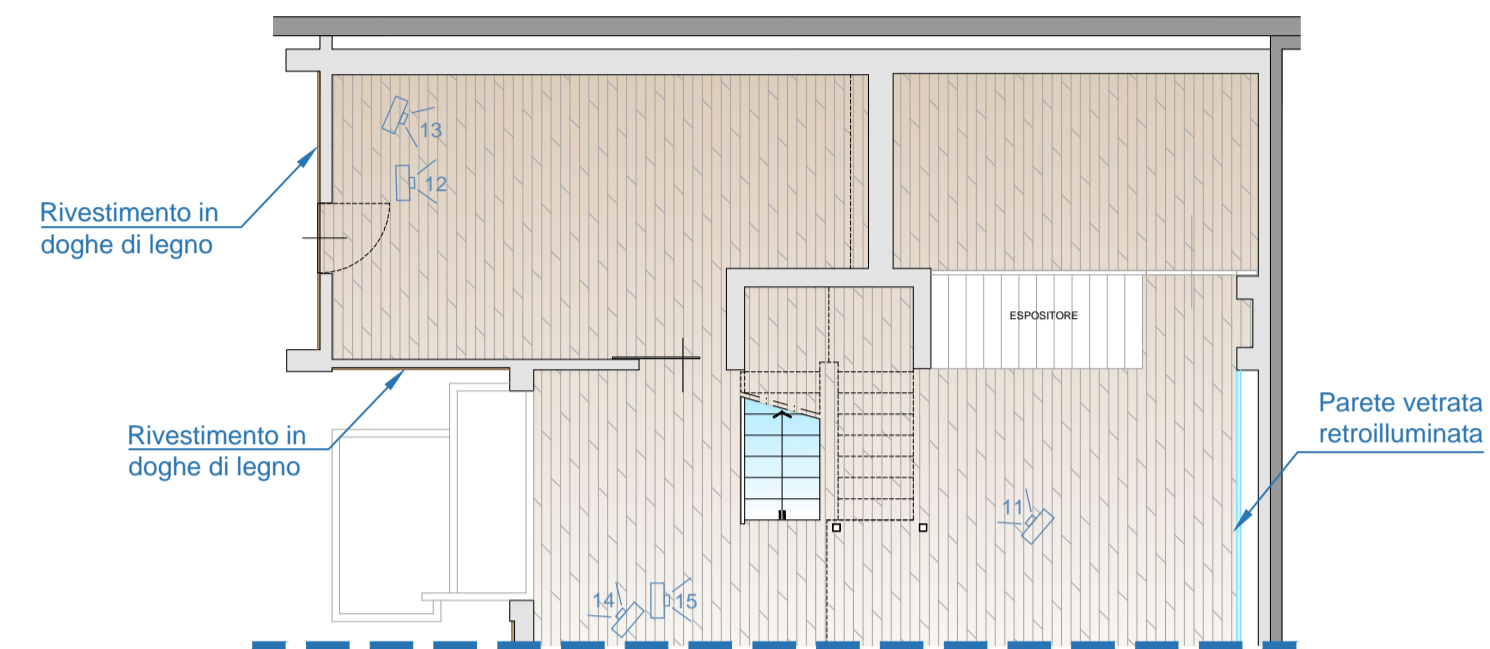 13
12
Rivestimento in
doghe di legno
ESPOSITORE
Rivestimento in
doghe di legno
Parete vetrata
retroilluminata
11
14
15